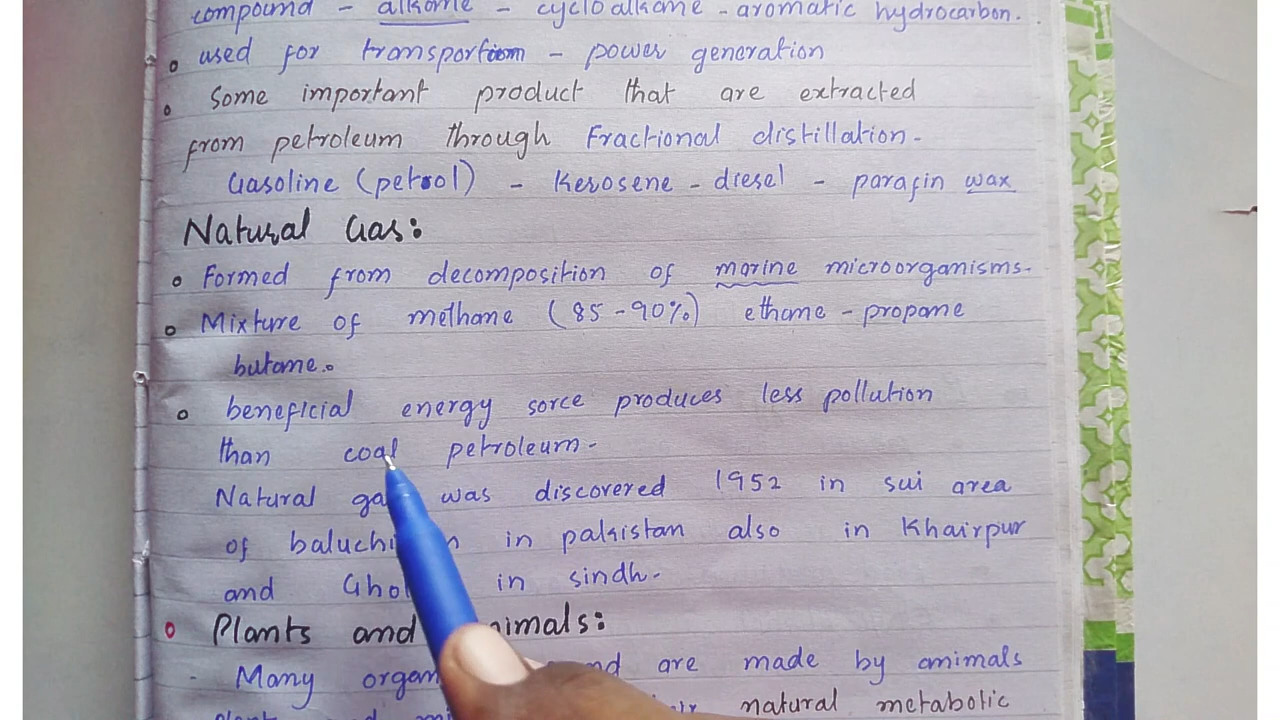 compound - alkane - cycloalkane - aromatic hydrocarbon.
used for transportion - power generation
Some important product that are extracted
from petroleum through Fractional distillation.
Gasoline (petrol) - Kerosene - diesel - parafin wax
Natural Gas:
Formed from decomposition of marine microorganisms.
Mixture of methane (85-90%) ethane - propane
butane.
beneficial energy sorce produces less pollution
than coal petroleum.
Natural ga was discovered 1952 in sui area
of baluchi n in pakistan also in Khairpur
and Gho in sindh.
Plants and nimals:
Many organ nd are made by animals
natural metabotic